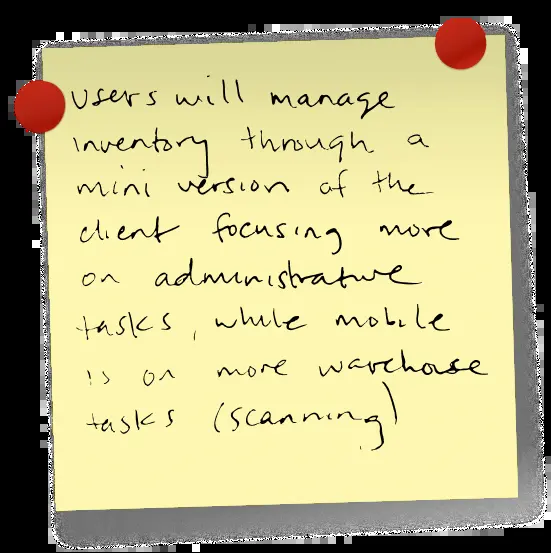 Users will manage
inventory through a
mini version of the
client focusing more
on administrative
tasks, while mobile
is on more warehouse
tasks (scanning)